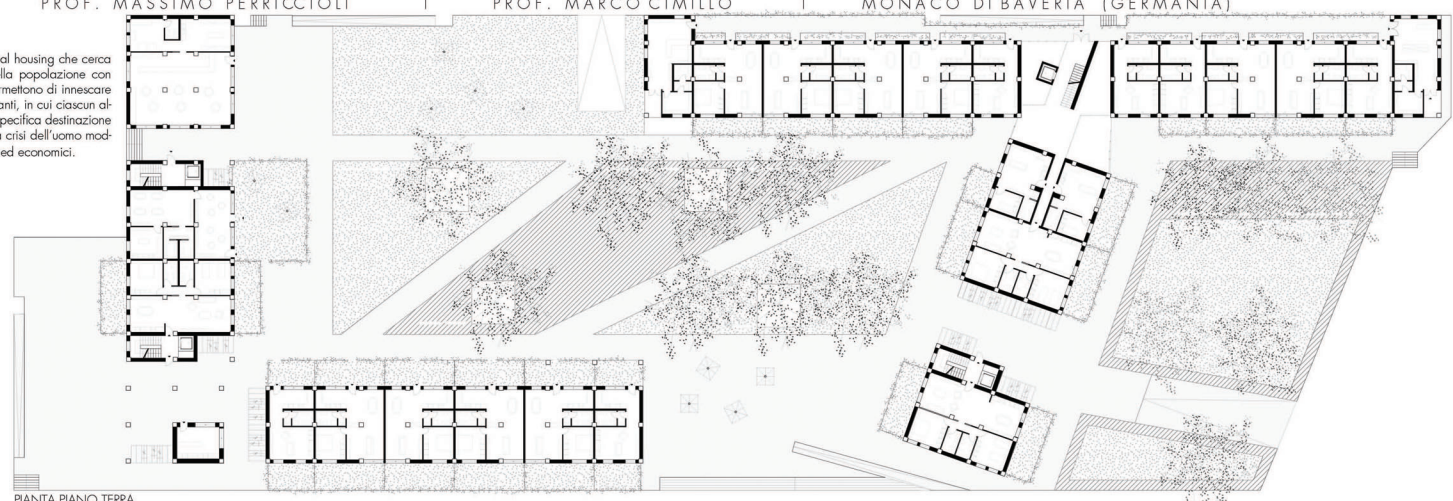 PROF. MASSIMO PERRICCIOLI | PROF. MARCO CIMILLO | MONACO DI BAVERIA (GERMANIA)
al housing che cerca
lla popolazione con
rmettono di innescare
anti, in cui ciascun al-
pecifica destinazione
a crisi dell'uomo mod-
ed economici.
PIANTA PIANO TERRA